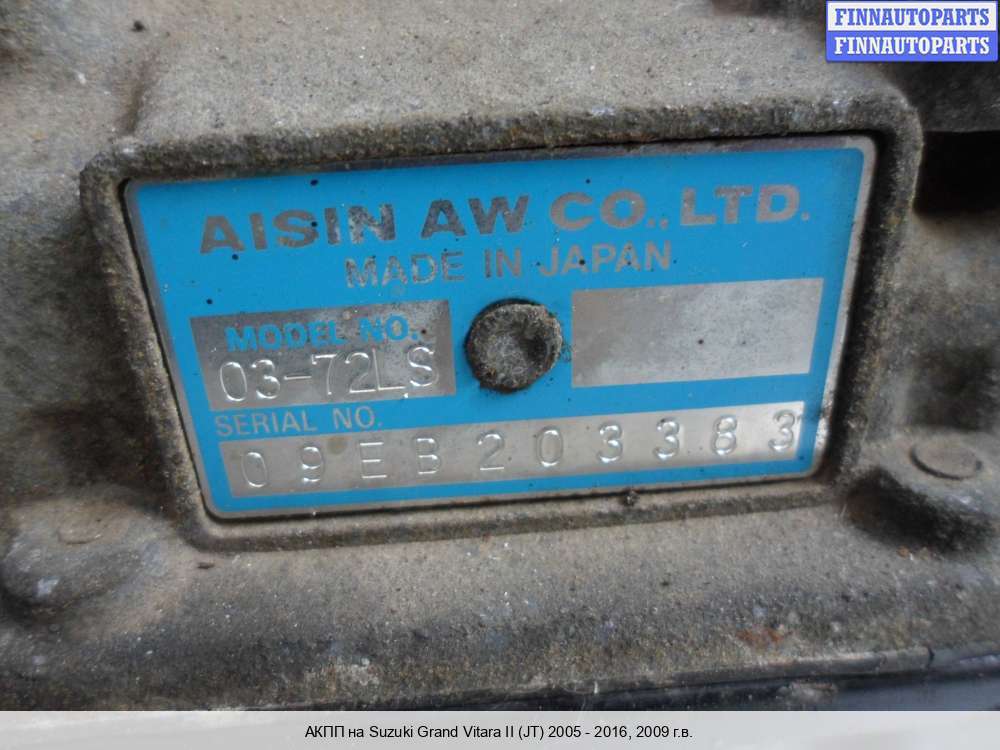 FINNAUTOPARTS
FINNAUTOPARTS
AISIN AW CO., LTD.
MADE IN JAPAN
MODEL NO.
03-72LS
SERIAL NO.
09EB203383
АКПП на Suzuki Grand Vitara II (JT) 2005 - 2016, 2009 г.в.